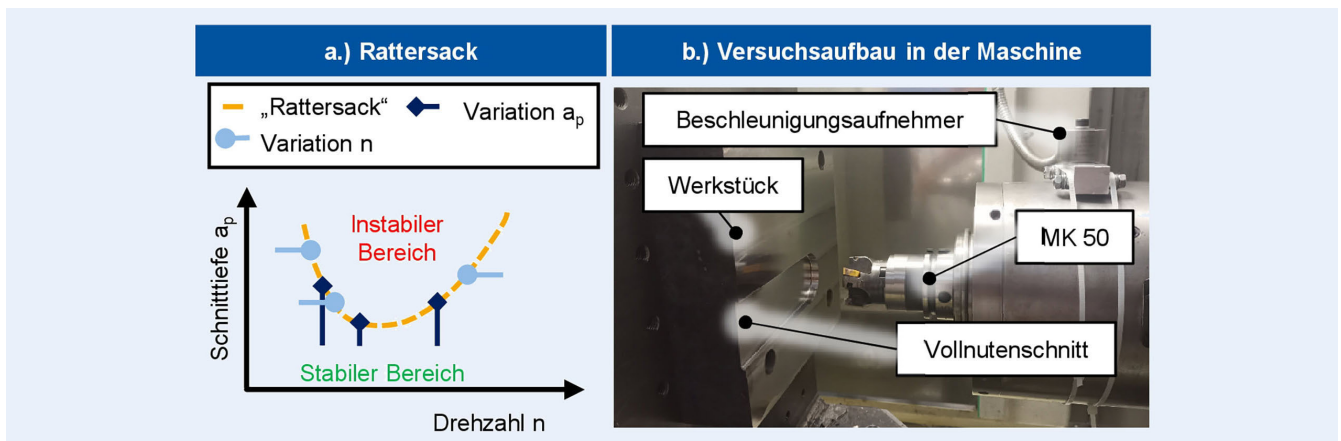 a.) Rattersack
b.) Versuchsaufbau in der Maschine
„Rattersack“
Variation ap
Variation n
Schnitttiefe ap
Instabiler
Bereich
Stabiler Bereich
Drehzahl n
Beschleunigungsaufnehmer
Werkstück
MK 50
Vollnutenschnitt